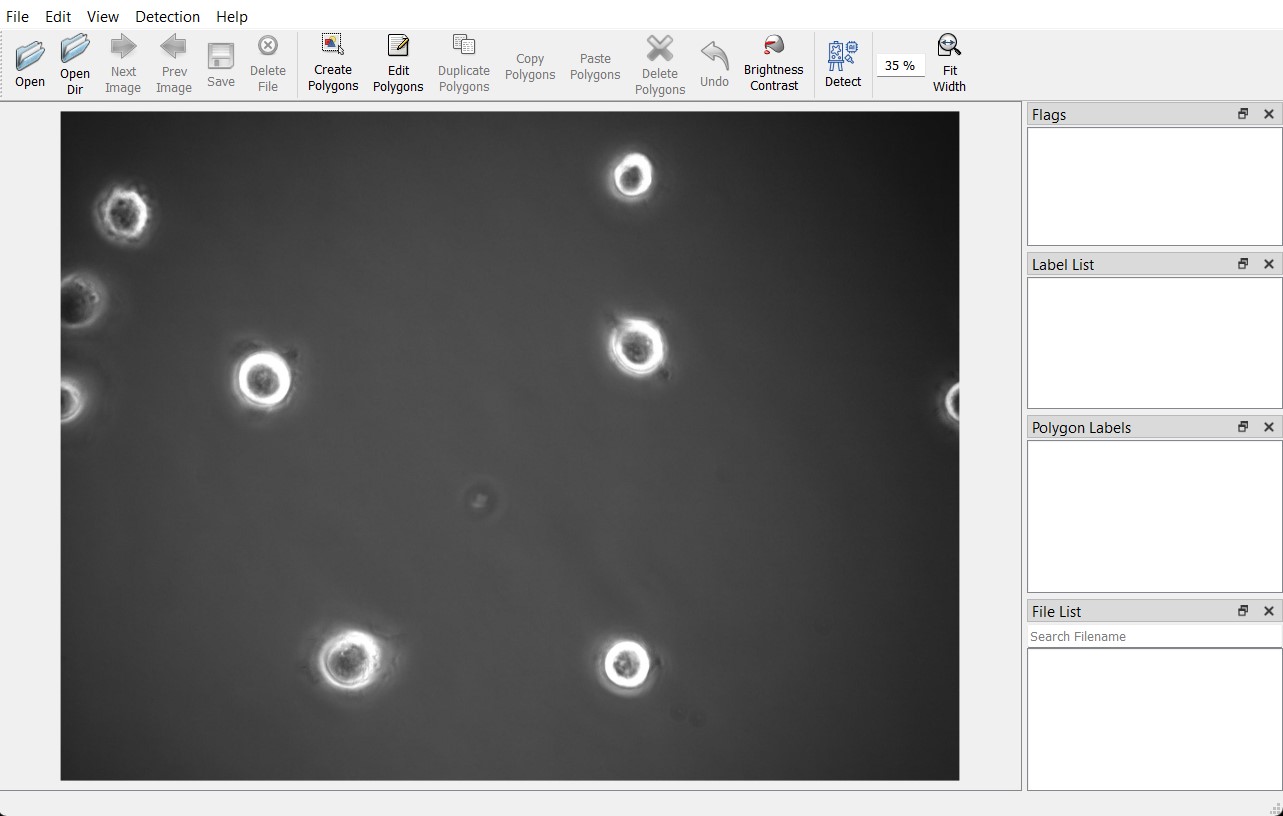 File Edit View Detection Help
Open
Open
Dir
Next
Image
Prev
Image
Save
Delete
File
Create
Polygons
Edit
Polygons
Duplicate
Polygons
Copy
Polygons
Paste
Polygons
Delete
Polygons
Undo
Brightness
Contrast
Detect
35 %
Fit
Width
Flags
Label List
Polygon Labels
File List
Search Filename